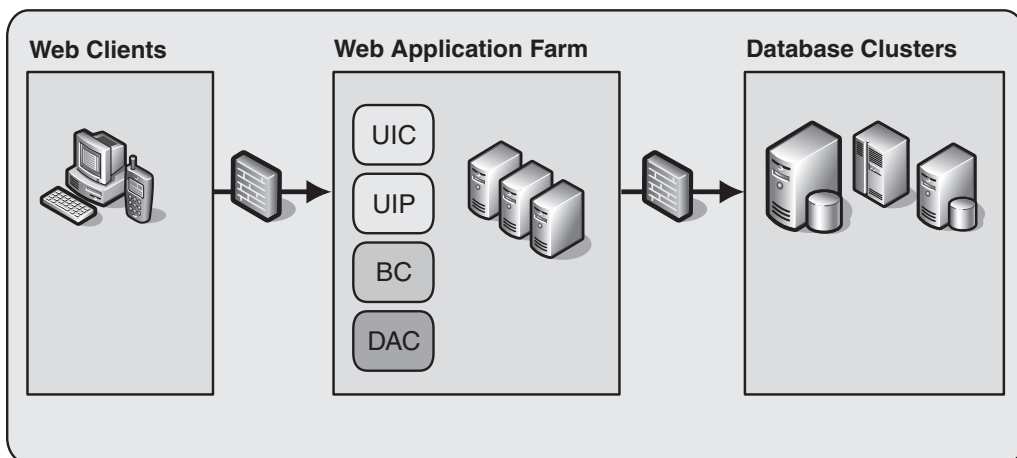 Web Clients
Web Application Farm
Database Clusters
UIC
UIP
BC
DAC